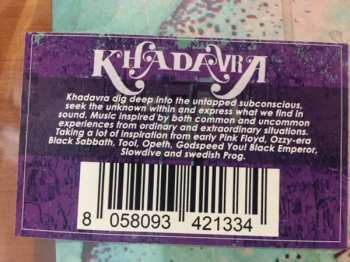 KHADAVRA
Khadavra dig deep into the untapped subconscious,
seek the unknown within and express what we find in
sound. Music inspired by both common and uncommon
experiences from ordinary and extraordinary situations.
Taking a lot of inspiration from early Pink Floyd, Ozzy-era
Black Sabbath, Tool, Opeth, Godspeed You! Black Emperor,
Slowdive and swedish Prog.
8 058093 421334